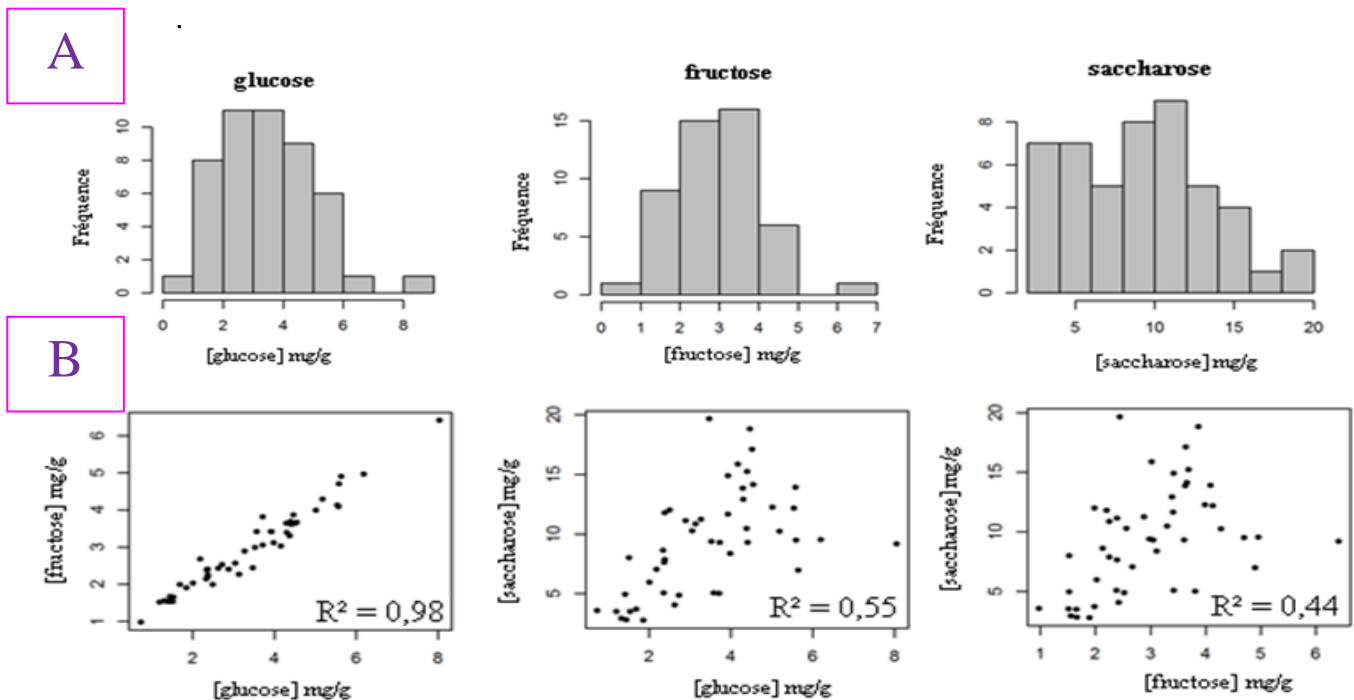 A
glucose
fructose
saccharose
Fréquence
0 2 4 6 8 10
0 2 4 6 8
[glucose] mg/g
Fréquence
0 5 10 15
0 1 2 3 4 5 6 7
[fructose] mg/g
Fréquence
0 2 4 6 8
5 10 15 20
[saccharose] mg/g
B
[fructose] mg/g
1 2 3 4 5 6
R² = 0,98
2 4 6 8
[glucose] mg/g
[saccharose] mg/g
5 10 15 20
R² = 0,55
2 4 6 8
[glucose] mg/g
[saccharose] mg/g
5 10 15 20
R² = 0,44
1 2 3 4 5 6
[fructose] mg/g